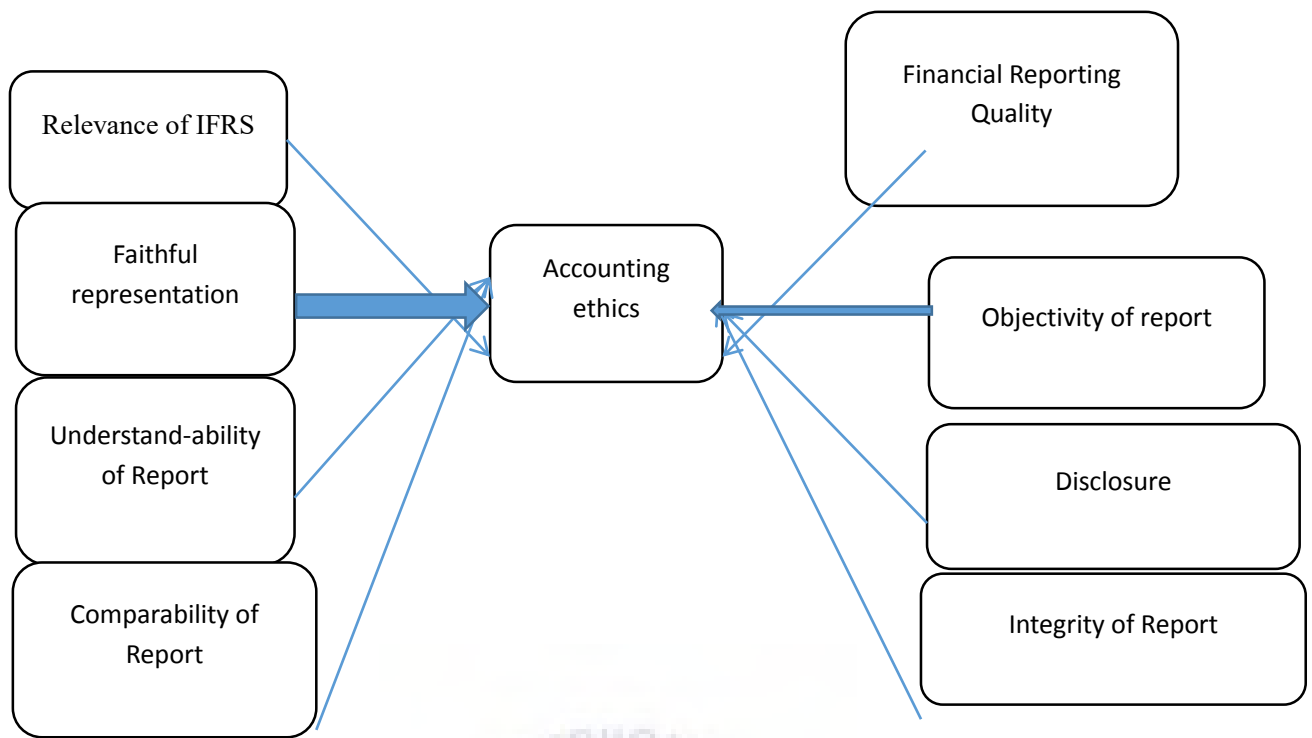 Relevance of IFRS
Faithful
representation
Understand-ability
of Report
Comparability of
Report
Accounting
ethics
Financial Reporting
Quality
Objectivity of report
Disclosure
Integrity of Report